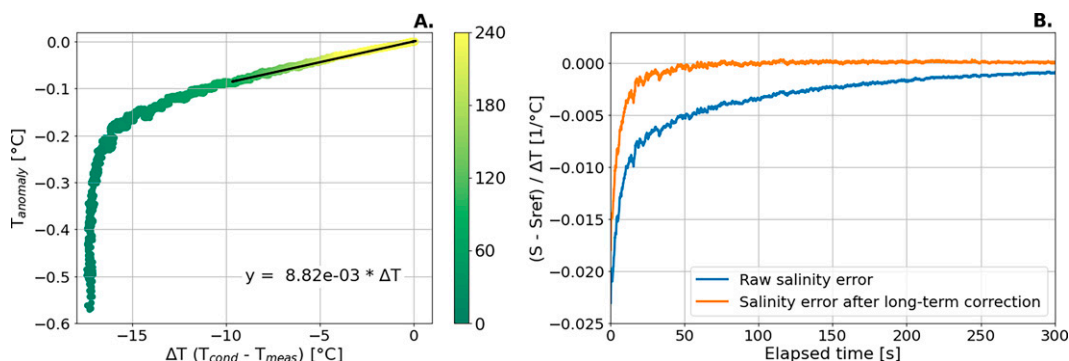 A.
0.0
−0.1
−0.2
−0.3
−0.4
−0.5
−0.6
T_anomaly [°C]
y = 8.82e-03 * ΔT
−15 −10 −5 0
ΔT (T_cond - T_meas) [°C]
240
180
120
60
0
B.
0.000
−0.005
−0.010
−0.015
−0.020
−0.025
(S - Sref) / ΔT [1/°C]
Raw salinity error
Salinity error after long-term correction
0 50 100 150 200 250 300
Elapsed time [s]